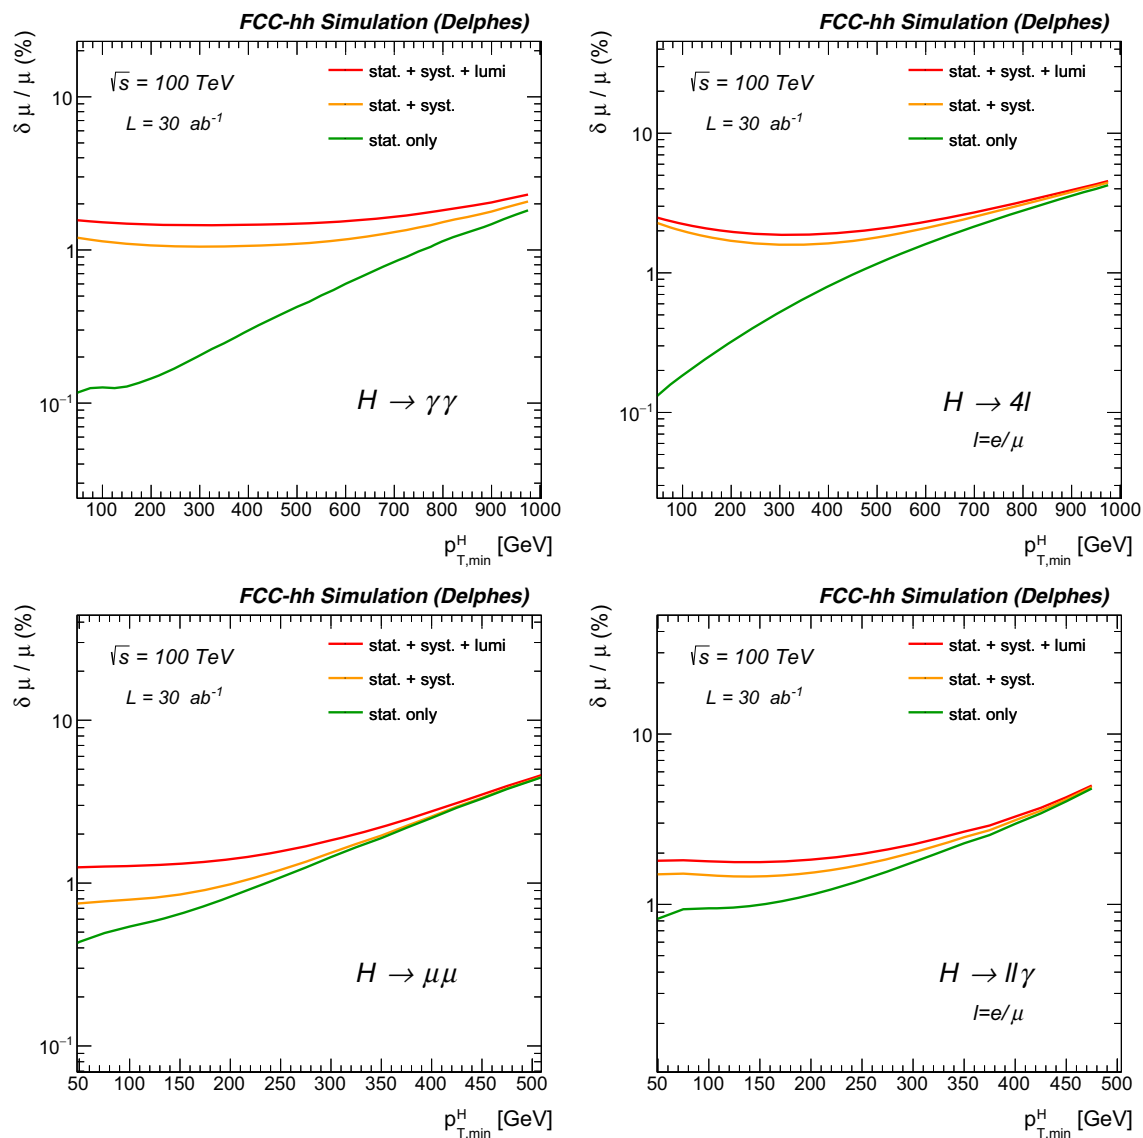 FCC-hh Simulation (Delphes)
δ μ / μ (%)
√s = 100 TeV
L = 30 ab⁻¹
stat. + syst. + lumi
stat. + syst.
stat. only
10
1
10⁻¹
H → γγ
100 200 300 400 500 600 700 800 900 1000
p^H_T,min [GeV]
FCC-hh Simulation (Delphes)
δ μ / μ (%)
√s = 100 TeV
L = 30 ab⁻¹
stat. + syst. + lumi
stat. + syst.
stat. only
10
1
10⁻¹
H → 4l
l=e/μ
100 200 300 400 500 600 700 800 900 1000
p^H_T,min [GeV]
FCC-hh Simulation (Delphes)
δ μ / μ (%)
√s = 100 TeV
L = 30 ab⁻¹
stat. + syst. + lumi
stat. + syst.
stat. only
10
1
10⁻¹
H → μμ
50 100 150 200 250 300 350 400 450 500
p^H_T,min [GeV]
FCC-hh Simulation (Delphes)
δ μ / μ (%)
√s = 100 TeV
L = 30 ab⁻¹
stat. + syst. + lumi
stat. + syst.
stat. only
10
1
H → llγ
l=e/μ
50 100 150 200 250 300 350 400 450 500
p^H_T,min [GeV]